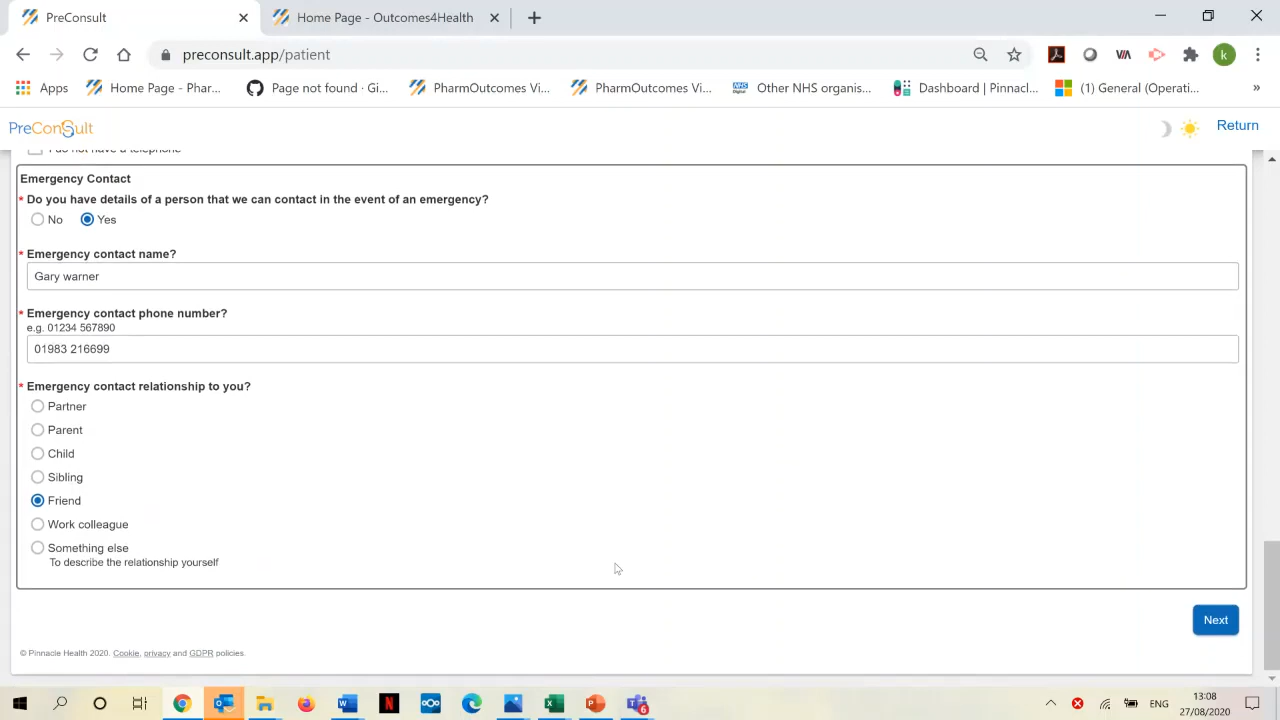 PreConsult
Home Page - Outcomes4Health
preconsult.app/patient
Apps
Home Page - Phar...
Page not found · Gi...
PharmOutcomes Vi...
PharmOutcomes Vi...
Other NHS organis...
Dashboard | Pinnacl...
(1) General (Operati...
PreConsult
Return
I do not have a telephone
Emergency Contact
* Do you have details of a person that we can contact in the event of an emergency?
No
Yes
* Emergency contact name?
Gary warner
* Emergency contact phone number?
e.g. 01234 567890
01983 216699
* Emergency contact relationship to you?
Partner
Parent
Child
Sibling
Friend
Work colleague
Something else
To describe the relationship yourself
Next
© Pinnacle Health 2020. Cookie, privacy and GDPR policies.
ENG
13:08
27/08/2020